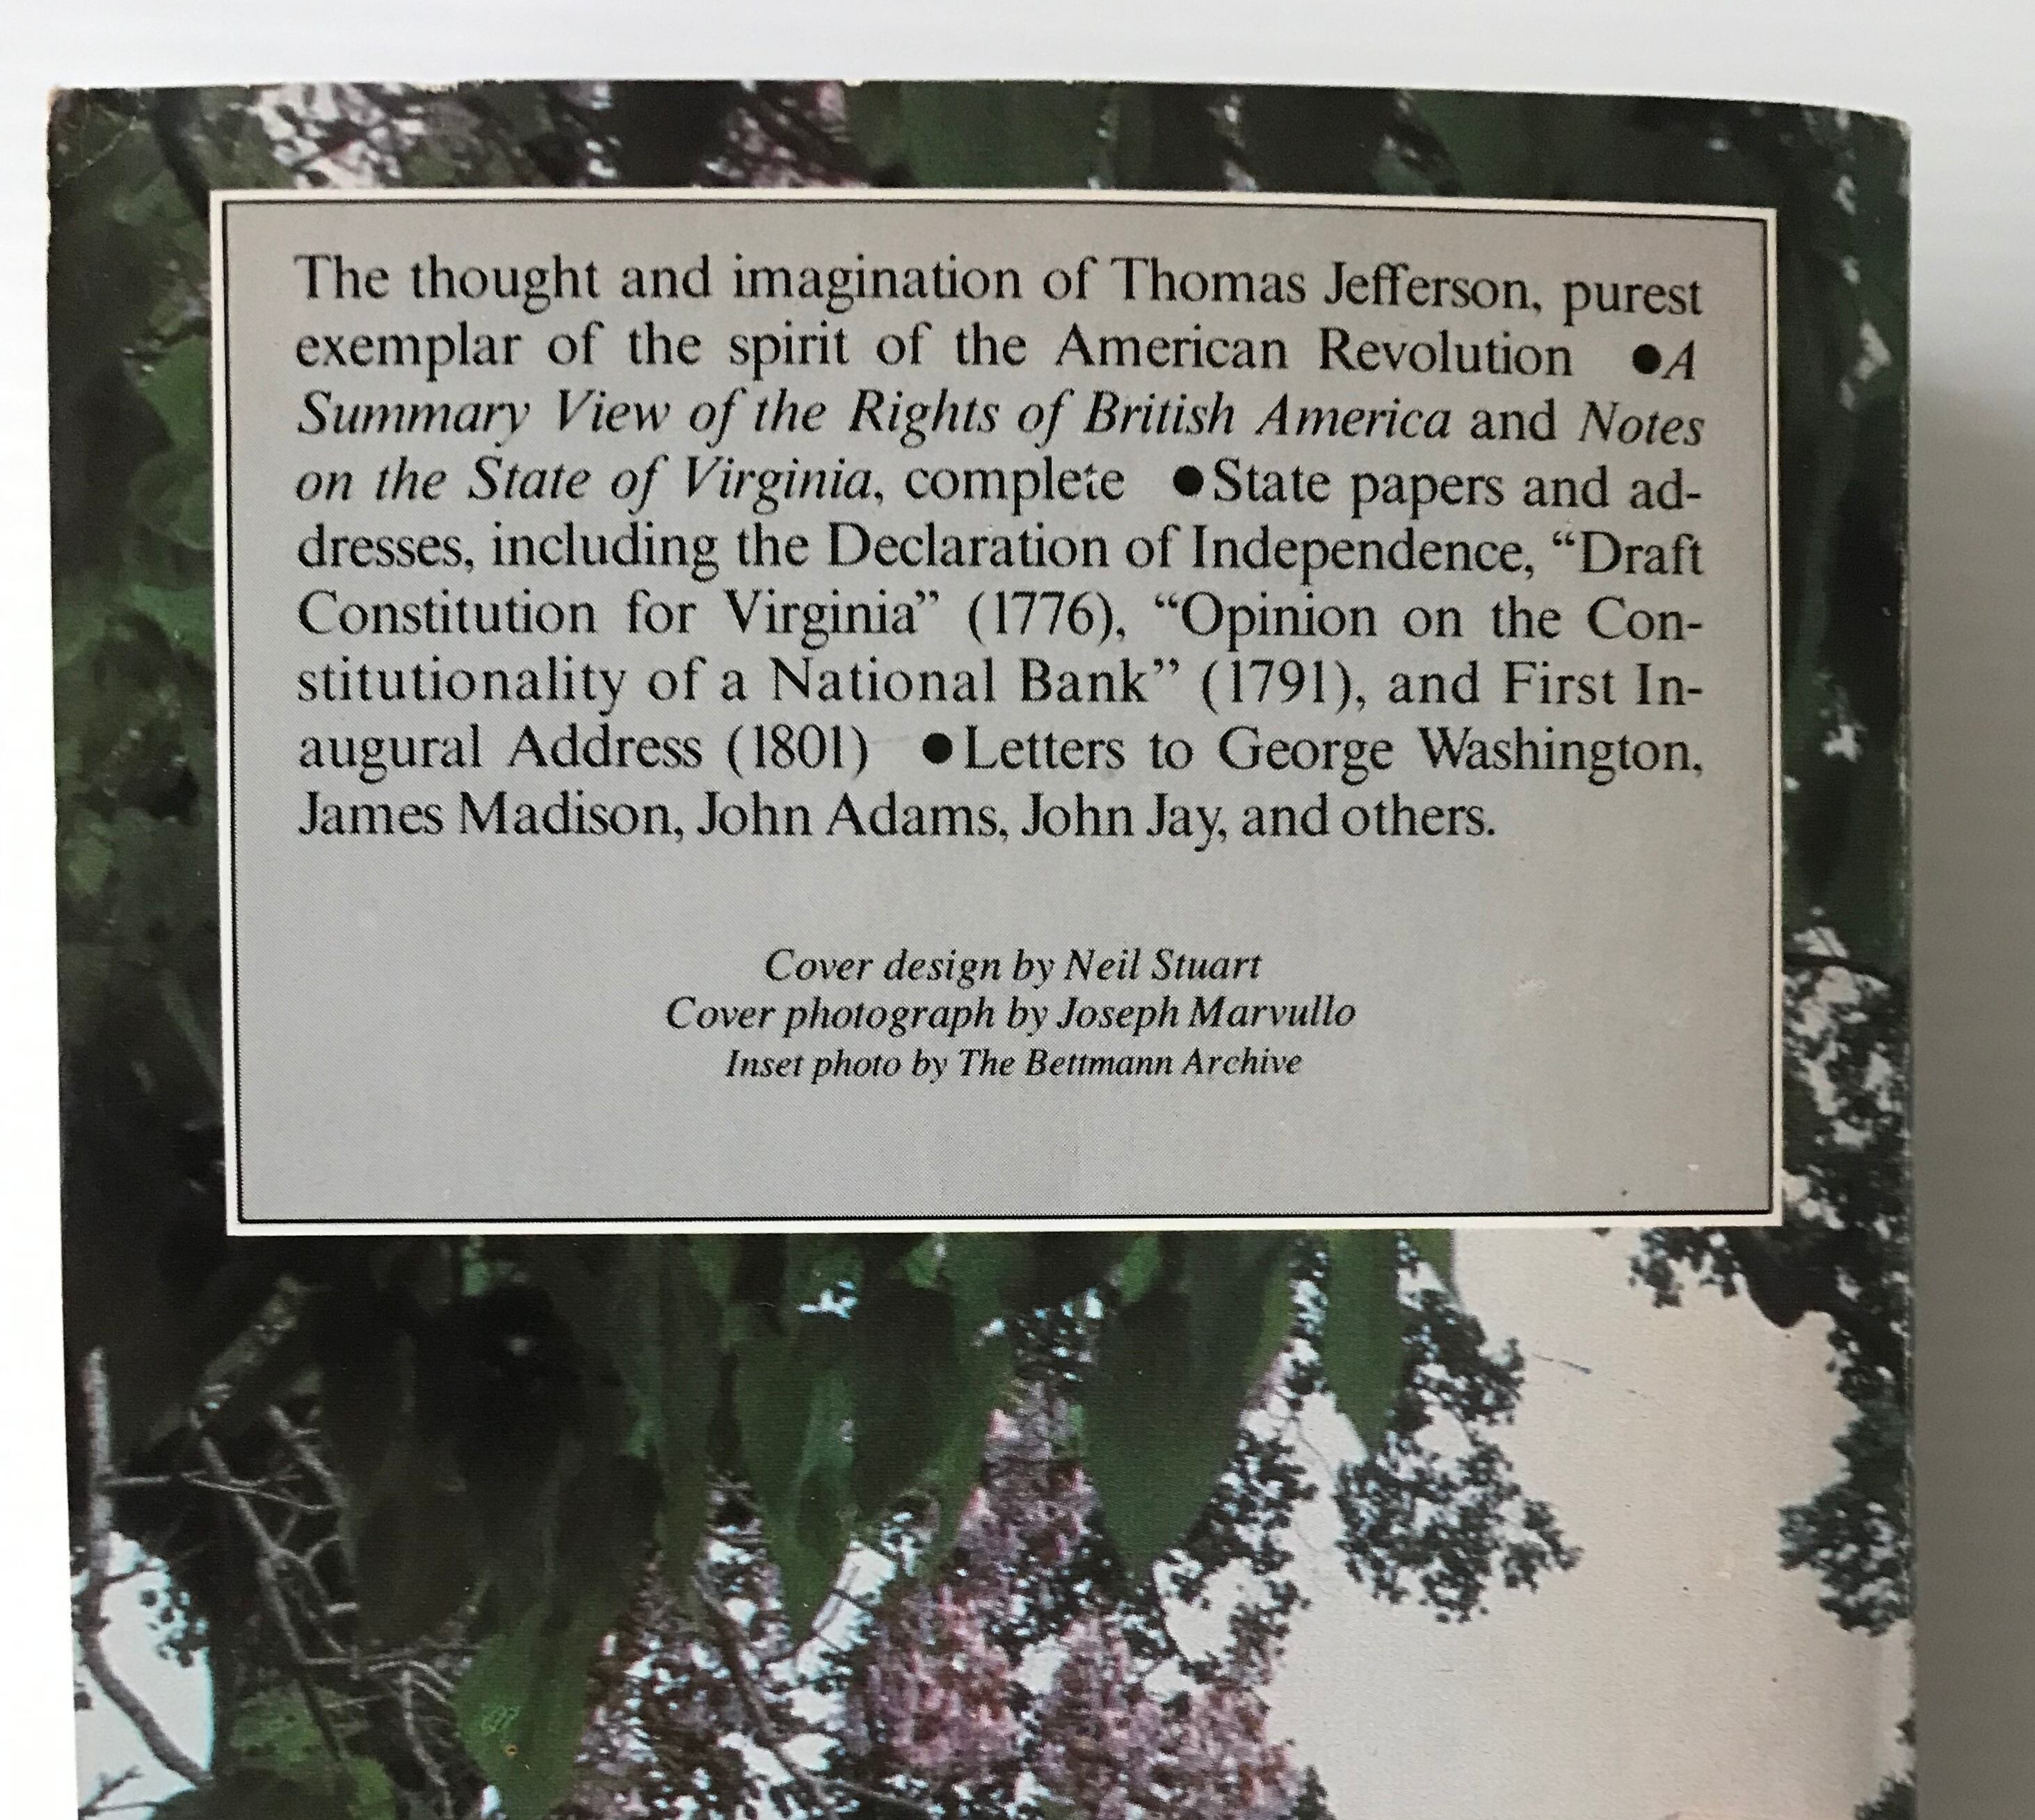 The thought and imagination of Thomas Jefferson, purest
exemplar of the spirit of the American Revolution ●A
Summary View of the Rights of British America and Notes
on the State of Virginia, complete ●State papers and ad-
dresses, including the Declaration of Independence, “Draft
Constitution for Virginia” (1776), “Opinion on the Con-
stitutionality of a National Bank” (1791), and First In-
augural Address (1801) ●Letters to George Washington,
James Madison, John Adams, John Jay, and others.
Cover design by Neil Stuart
Cover photograph by Joseph Marvullo
Inset photo by The Bettmann Archive